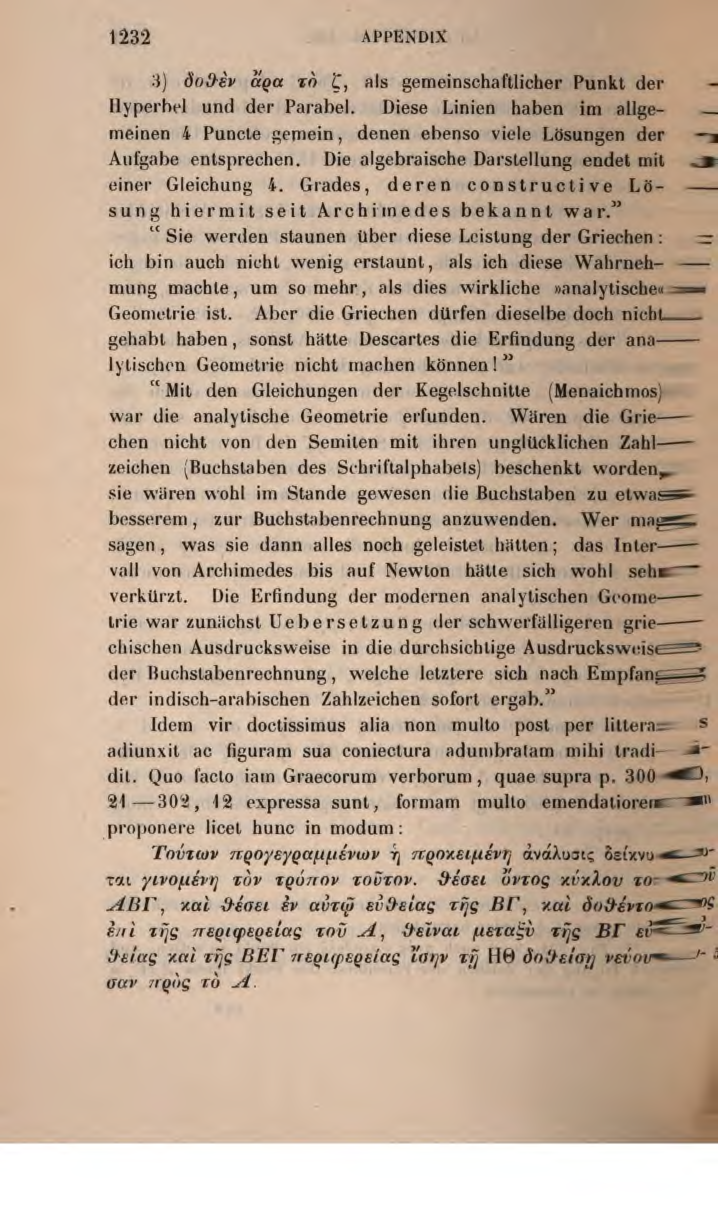 1232 APPENDIX
3) δοθὲν ἄρα τὸ ζ, als gemeinschaftlicher Punkt der
Hyperbel und der Parabel. Diese Linien haben im allge-
meinen 4 Puncte gemein, denen ebenso viele Lösungen der
Aufgabe entsprechen. Die algebraische Darstellung endet mit
einer Gleichung 4. Grades, deren constructive Lö-
sung hiermit seit Archimedes bekannt war.”
“Sie werden staunen über diese Leistung der Griechen:
ich bin auch nicht wenig erstaunt, als ich diese Wahrneh-
mung machte, um so mehr, als dies wirkliche »analytische«
Geometrie ist. Aber die Griechen dürfen dieselbe doch nicht
gehabt haben, sonst hätte Descartes die Erfindung der ana-
lytischen Geometrie nicht machen können!”
“Mit den Gleichungen der Kegelschnitte (Menaichmos)
war die analytische Geometrie erfunden. Wären die Grie-
chen nicht von den Semiten mit ihren unglücklichen Zahl-
zeichen (Buchstaben des Schriftalphabets) beschenkt worden,
sie wären wohl im Stande gewesen die Buchstaben zu etwas
besserem, zur Buchstabenrechnung anzuwenden. Wer mag
sagen, was sie dann alles noch geleistet hätten; das Inter-
vall von Archimedes bis auf Newton hätte sich wohl sehr
verkürzt. Die Erfindung der modernen analytischen Geome-
trie war zunächst Uebersetzung der schwerfälligeren grie-
chischen Ausdrucksweise in die durchsichtige Ausdrucksweise
der Buchstabenrechnung, welche letztere sich nach Empfang
der indisch-arabischen Zahlzeichen sofort ergab.”
Idem vir doctissimus alia non multo post per litteras
adiunxit ac figuram sua coniectura adumbratam mihi tradi-
dit. Quo facto iam Graecorum verborum, quae supra p. 300,
21—302, 12 expressa sunt, formam multo emendatiorem
proponere licet hunc in modum:
Τούτων προγεγραμμένων ἡ προκειμένη ἀνάλυσις δείκνυ-
ται γινομένη τὸν τρόπον τοῦτον. θέσει ὄντος κύκλου τοῦ
ΑΒΓ, καὶ θέσει ἐν αὐτῷ εὐθείας τῆς ΒΓ, καὶ δοθέντος
ἐπὶ τῆς περιφερείας τοῦ Α, θεῖναι μεταξὺ τῆς ΒΓ εὐ-
θείας καὶ τῆς ΒΕΓ περιφερείας ἴσην τῇ ΗΘ δοθείσῃ νεύου-
σαν πρὸς τὸ Α.